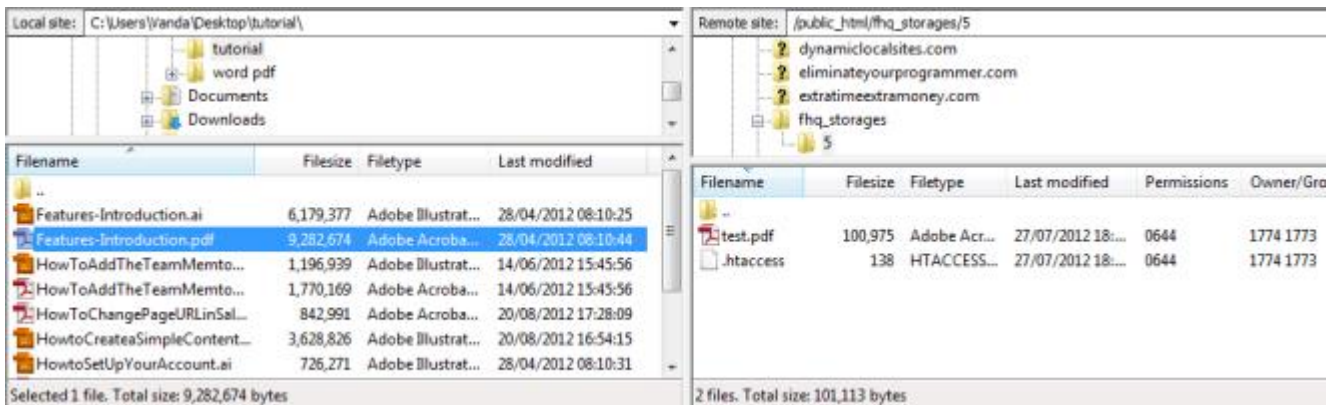 Local site: C:\Users\Vanda\Desktop\tutorial\
tutorial
word pdf
Documents
Downloads
Filename Filesize Filetype Last modified
..
Features-Introduction.ai 6,179,377 Adobe Illustrat... 28/04/2012 08:10:25
Features-Introduction.pdf 9,282,674 Adobe Acroba... 28/04/2012 08:10:44
HowToAddTheTeamMemto... 1,196,939 Adobe Illustrat... 14/06/2012 15:45:56
HowToAddTheTeamMemto... 1,770,169 Adobe Acroba... 14/06/2012 15:45:56
HowToChangePageURLinSal... 842,991 Adobe Acroba... 20/08/2012 17:28:09
HowtoCreateaSimpleContent... 3,628,826 Adobe Illustrat... 20/08/2012 16:54:15
HowtoSetUpYourAccount.ai 726,271 Adobe Illustrat... 28/04/2012 08:10:31
Selected 1 file. Total size: 9,282,674 bytes
Remote site: /public_html/fhq_storages/5
? dynamiclocalsites.com
? eliminateyourprogrammer.com
? extratimeextramoney.com
fhq_storages
5
Filename Filesize Filetype Last modified Permissions Owner/Gro
..
test.pdf 100,975 Adobe Acr... 27/07/2012 18:... 0644 1774 1773
.htaccess 138 HTACCESS... 27/07/2012 18:... 0644 1774 1773
2 files. Total size: 101,113 bytes